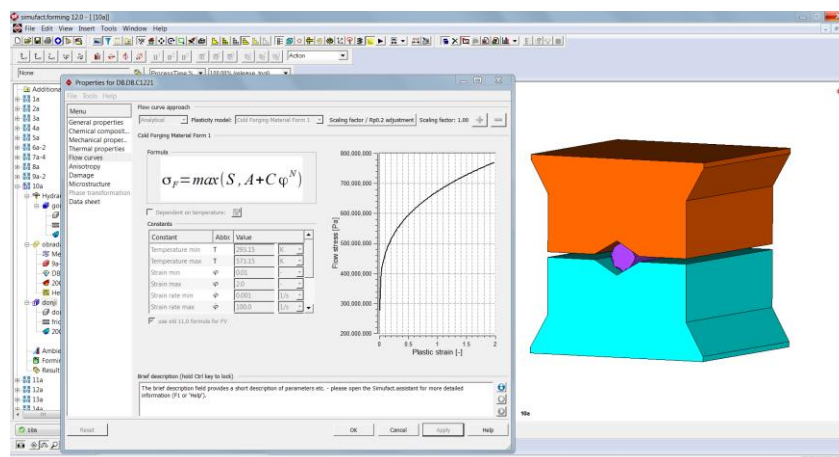 simufact.forming 12.0 - [ [10a]
File Edit View Insert Tools Window Help
Action
None
ProcessTime %
Additiona
1a
2a
3a
4a
5a
6a-2
7a-4
8a
9a-2
10a
Hydrau
obrada
donji
Ambie
Formin
Result
11a
12a
13a
14a
10a
Properties for DB.DB.C1221
File Tools Help
Menu
General properties
Chemical composit...
Mechanical proper...
Thermal properties
Flow curves
Anisotropy
Damage
Microstructure
Phase transformation
Data sheet
Flow curve approach
Analytical Plasticity model: Cold Forging Material Form 1 Scaling factor / Rp0.2 adjustment Scaling factor: 1.00
Cold Forging Material Form 1
Formula
σF=max(S, A+C φ^N)
Dependent on temperature:
Constants
Constant Abbr. Value
Temperature min T 293.15 K
Temperature max T 573.15 K
Strain min φ 0.01 -
Strain max φ 2.0 -
Strain rate min φ 0.001 1/s
Strain rate max φ 100.0 1/s
use old 11.0 formula for FV
800.000.000
700.000.000
600.000.000
500.000.000
400.000.000
300.000.000
200.000.000
Flow stress [Pa]
0 0.5 1 1.5 2
Plastic strain [-]
Brief description (hold Ctrl key to lock)
The brief description field provides a short description of parameters etc. - please open the Simufact.assistant for more detailed
information (F1 or 'Help').
Reset OK Cancel Apply Help
10a